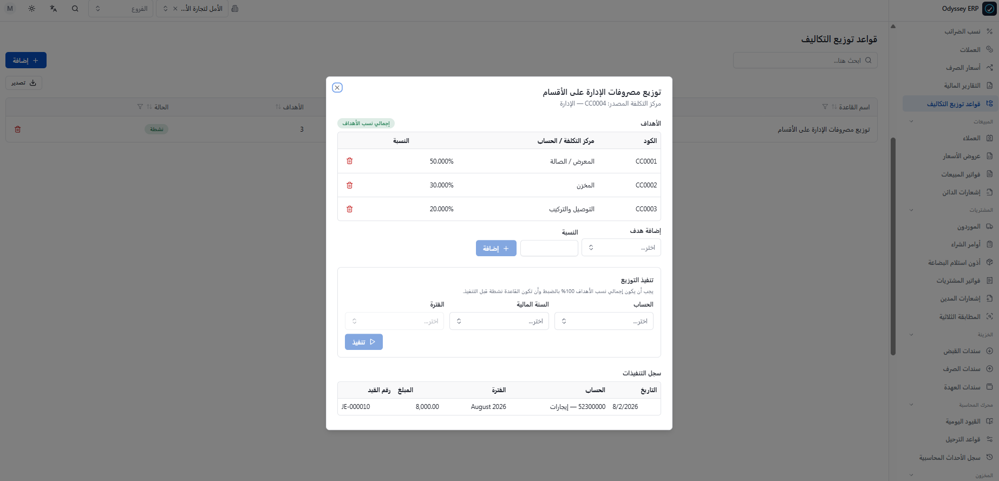 Odyssey ERP
الأمل لتجارة الأ...
الفروع
M
نسب الضرائب
العملات
أسعار الصرف
التقارير المالية
قواعد توزيع التكاليف
المبيعات
العملاء
عروض الأسعار
فواتير المبيعات
إشعارات الدائن
المشتريات
الموردون
أوامر الشراء
أذون استلام البضاعة
فواتير المشتريات
إشعارات المدين
المطابقة الثلاثية
الخزينة
سندات القبض
سندات الصرف
سندات العهدة
محرك المحاسبة
القيود اليومية
قواعد الترحيل
سجل الأحداث المحاسبية
المخزون
قواعد توزيع التكاليف
ابحث هنا...
إضافة
تصدير
اسم القاعدة
الأهداف
الحالة
توزيع مصروفات الإدارة على الأقسام
3
نشطة
توزيع مصروفات الإدارة على الأقسام
مركز التكلفة المصدر: CC0004 — الإدارة
الأهداف
إجمالي نسب الأهداف
الكود مركز التكلفة / الحساب النسبة
CC0001 المعرض / الصالة 50.000%
CC0002 المخزن 30.000%
CC0003 التوصيل والتركيب 20.000%
إضافة هدف
النسبة
اختر...
إضافة
تنفيذ التوزيع
يجب أن يكون إجمالي نسب الأهداف 100% بالضبط وأن تكون القاعدة نشطة قبل التنفيذ.
الحساب السنة المالية الفترة
اختر... اختر... اختر...
تنفيذ
سجل التنفيذات
التاريخ الحساب الفترة المبلغ رقم القيد
8/2/2026 52300000 — إيجارات August 2026 8,000.00 JE-000010